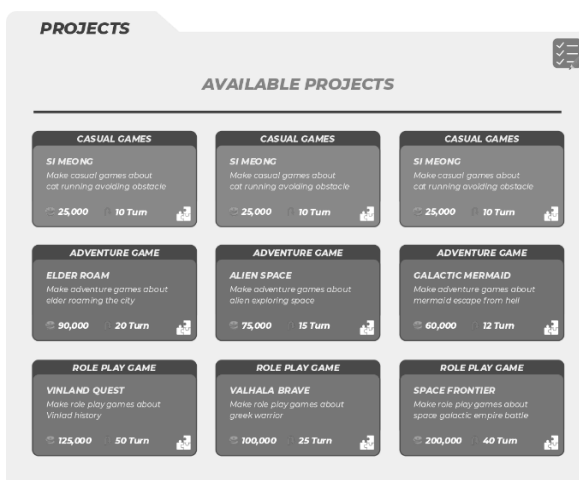 PROJECTS
AVAILABLE PROJECTS
CASUAL GAMES
SI MEONG
Make casual games about
cat running avoiding obstacle
25,000 10 Turn
CASUAL GAMES
SI MEONG
Make casual games about
cat running avoiding obstacle
25,000 10 Turn
CASUAL GAMES
SI MEONG
Make casual games about
cat running avoiding obstacle
25,000 10 Turn
ADVENTURE GAME
ELDER ROAM
Make adventure games about
elder roaming the city
90,000 20 Turn
ADVENTURE GAME
ALIEN SPACE
Make adventure games about
alien exploring space
75,000 15 Turn
ADVENTURE GAME
GALACTIC MERMAID
Make adventure games about
mermaid escape from hell
60,000 12 Turn
ROLE PLAY GAME
VINLAND QUEST
Make role play games about
Vinlad history
125,000 50 Turn
ROLE PLAY GAME
VALHALA BRAVE
Make role play games about
greek warrior
100,000 25 Turn
ROLE PLAY GAME
SPACE FRONTIER
Make role play games about
space galactic empire battle
200,000 40 Turn